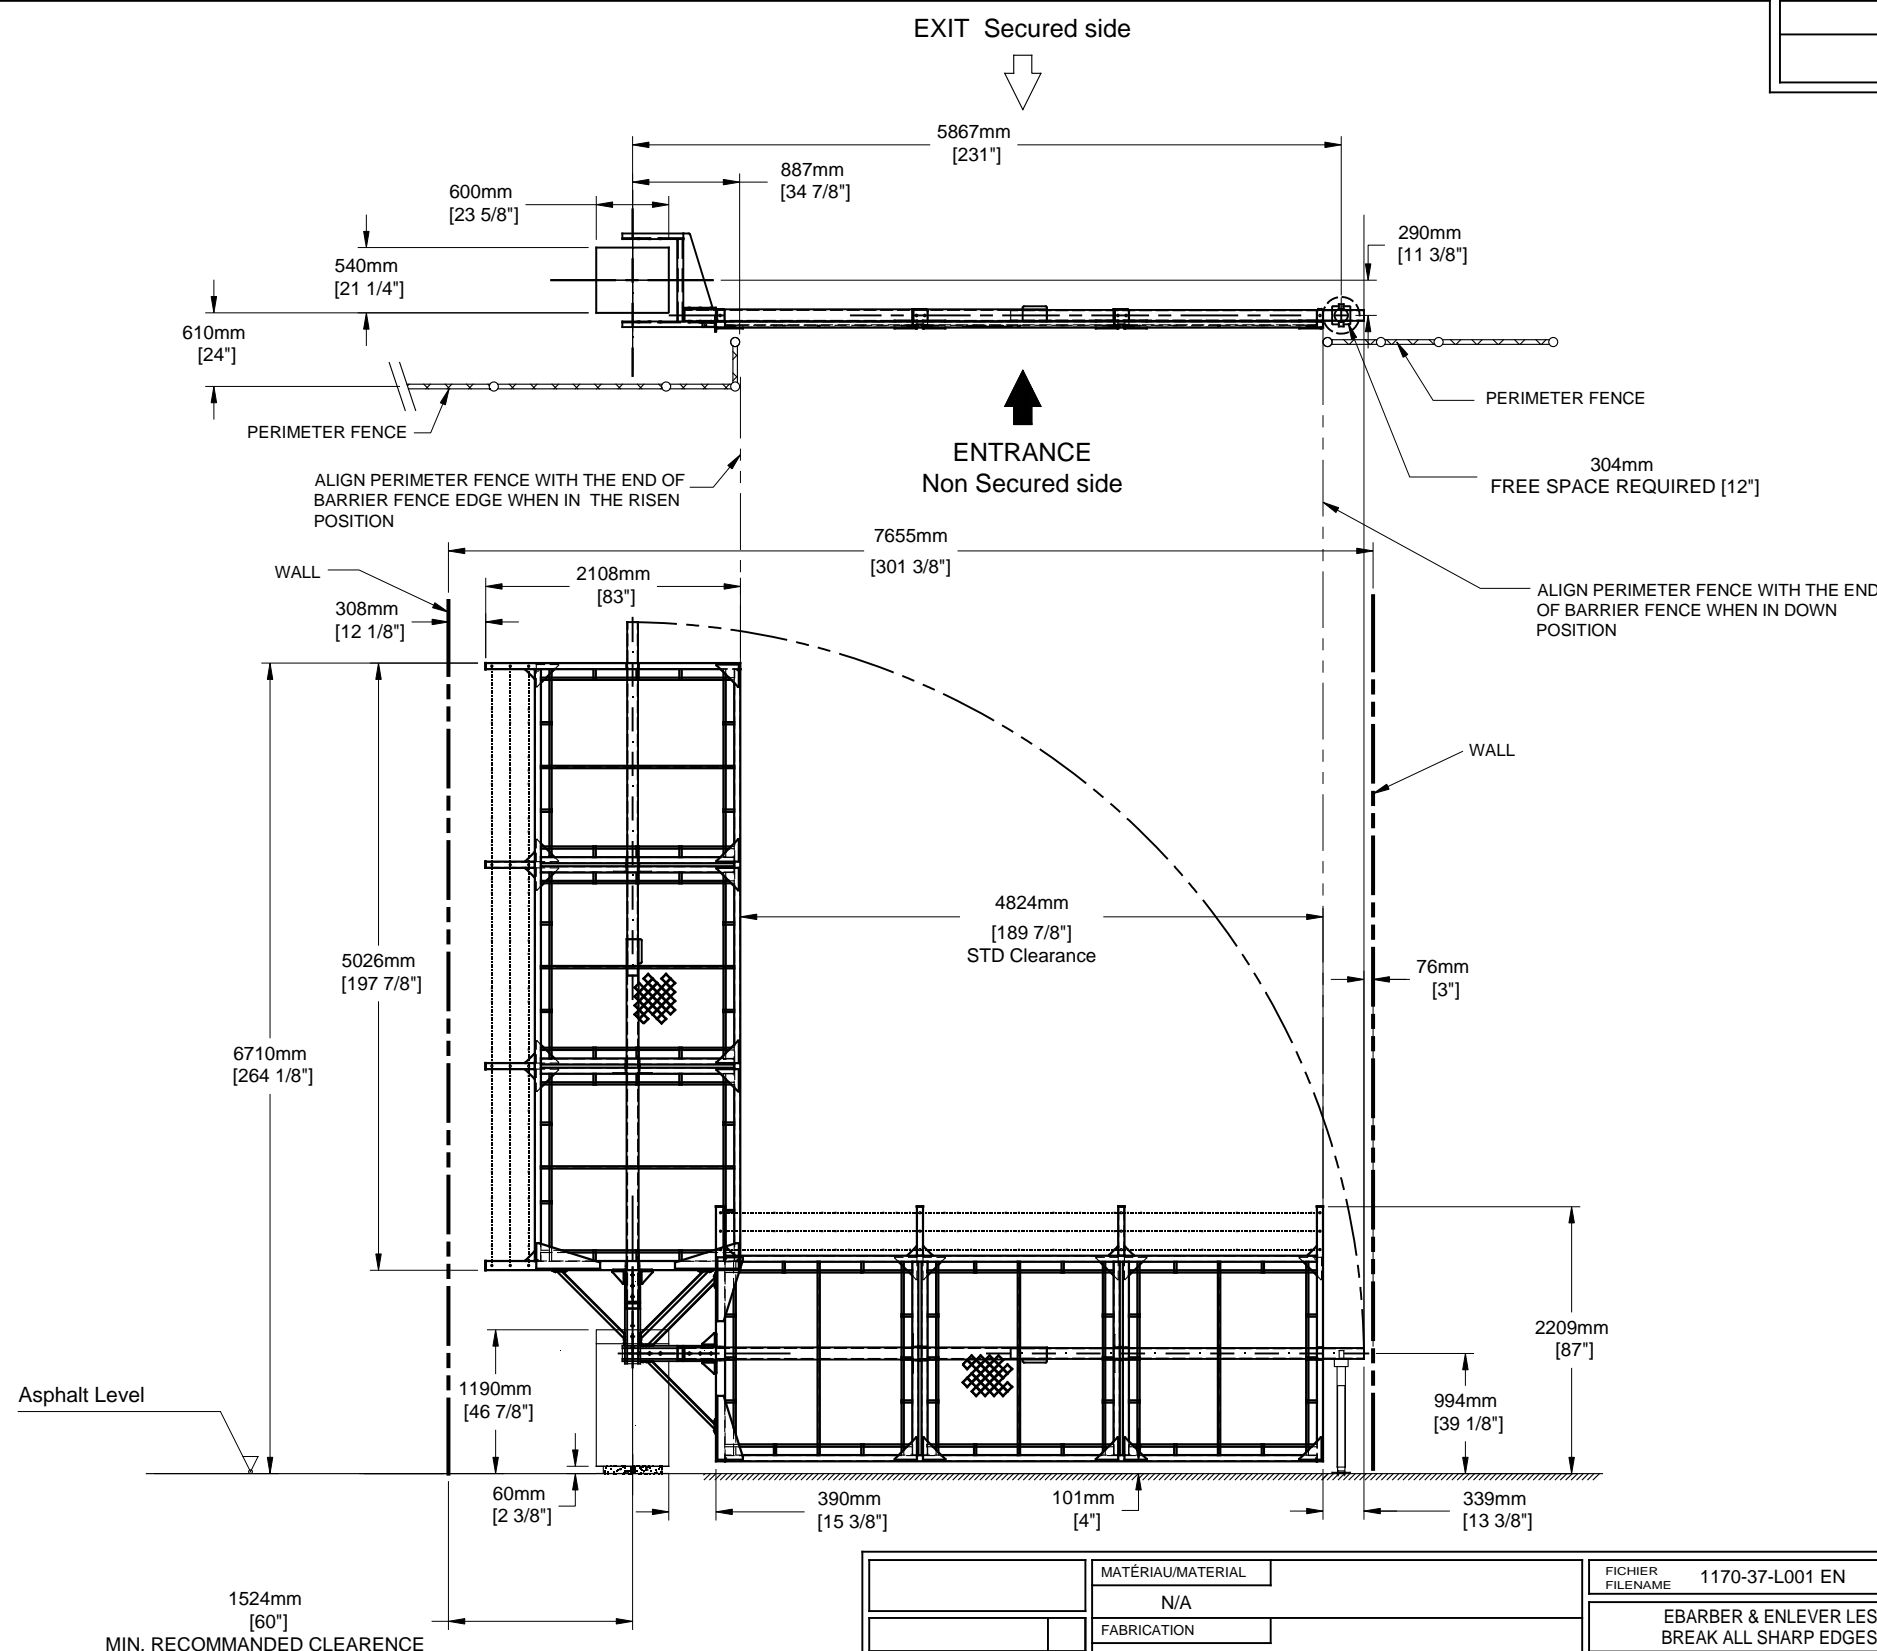 EXIT  Secured side
5867mm
[231"]
887mm
[34 7/8"]
600mm
[23 5/8"]
290mm
[11 3/8"]
540mm
[21 1/4"]
610mm
[24"]
PERIMETER FENCE
PERIMETER FENCE
ENTRANCE
Non Secured side
304mm
FREE SPACE REQUIRED [12"]
ALIGN PERIMETER FENCE WITH THE END OF
BARRIER FENCE EDGE WHEN IN  THE RISEN
POSITION
7655mm
[301 3/8"]
WALL
2108mm
[83"]
308mm
[12 1/8"]
ALIGN PERIMETER FENCE WITH THE END
OF BARRIER FENCE WHEN IN DOWN
POSITION
WALL
4824mm
[189 7/8"]
STD Clearance
5026mm
[197 7/8"]
76mm
[3"]
6710mm
[264 1/8"]
2209mm
[87"]
1190mm
[46 7/8"]
994mm
[39 1/8"]
Asphalt Level
60mm
[2 3/8"]
390mm
[15 3/8"]
101mm
[4"]
339mm
[13 3/8"]
1524mm
[60"]
MIN. RECOMMANDED CLEARENCE
MATÉRIAU/MATERIAL
N/A
FABRICATION
FICHIER
FILENAME
1170-37-L001 EN
EBARBER & ENLEVER LES
BREAK ALL SHARP EDGES